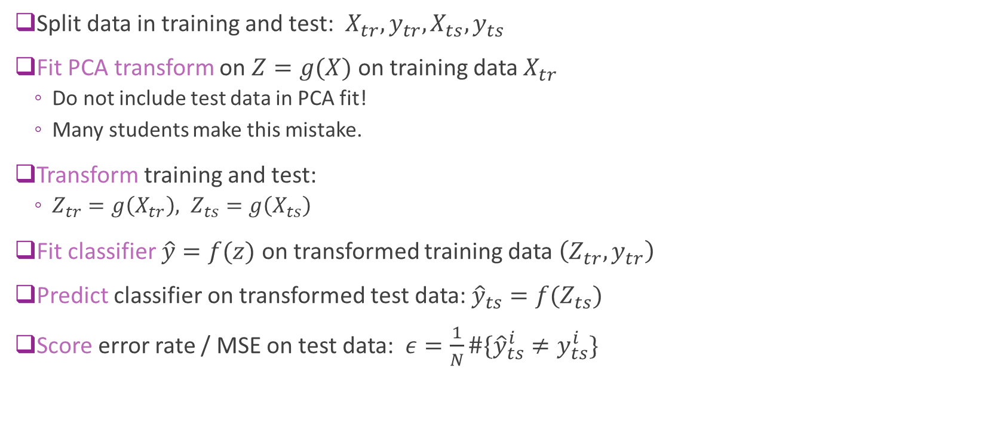 ❑Split data in training and test: $X_{tr}, y_{tr}, X_{ts}, y_{ts}$
❑Fit PCA transform on $Z = g(X)$ on training data $X_{tr}$
◦ Do not include test data in PCA fit!
◦ Many students make this mistake.
❑Transform training and test:
◦ $Z_{tr} = g(X_{tr}),\ Z_{ts} = g(X_{ts})$
❑Fit classifier $\hat{y} = f(z)$ on transformed training data $(Z_{tr}, y_{tr})$
❑Predict classifier on transformed test data: $\hat{y}_{ts} = f(Z_{ts})$
❑Score error rate / MSE on test data: $\epsilon = \frac{1}{N}\#\{\hat{y}_{ts}^{i} \neq y_{ts}^{i}\}$